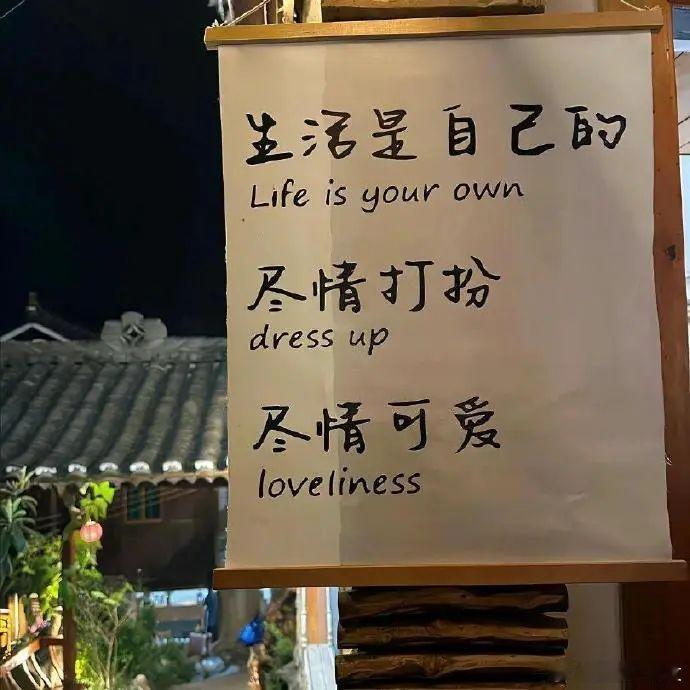 生活是自己的
Life is your own
尽情打扮
dress up
尽情可爱
loveliness